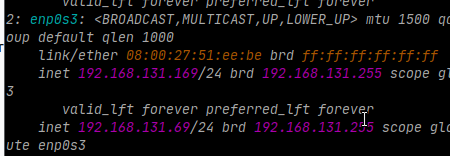 valid_lft forever preferred_lft forever
2: enp0s3: <BROADCAST,MULTICAST,UP,LOWER_UP> mtu 1500 qd
oup default qlen 1000
link/ether 08:00:27:51:ee:be brd ff:ff:ff:ff:ff:ff
inet 192.168.131.169/24 brd 192.168.131.255 scope gl
3
valid_lft forever preferred_lft forever
inet 192.168.131.69/24 brd 192.168.131.255 scope glo
ute enp0s3